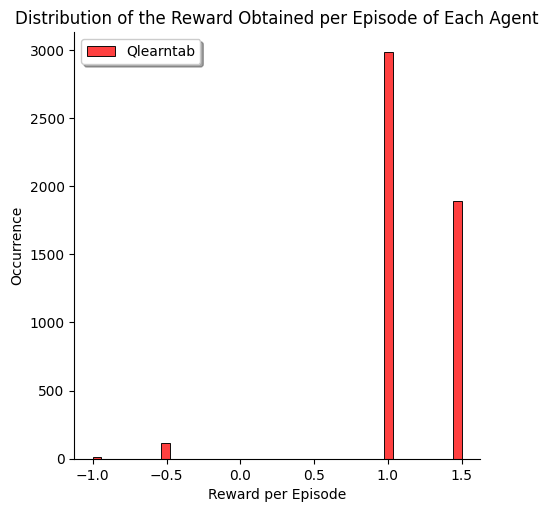 Distribution of the Reward Obtained per Episode of Each Agent
Qlearntab
3000
2500
2000
1500
1000
500
0
Occurrence
−1.0 −0.5 0.0 0.5 1.0 1.5
Reward per Episode